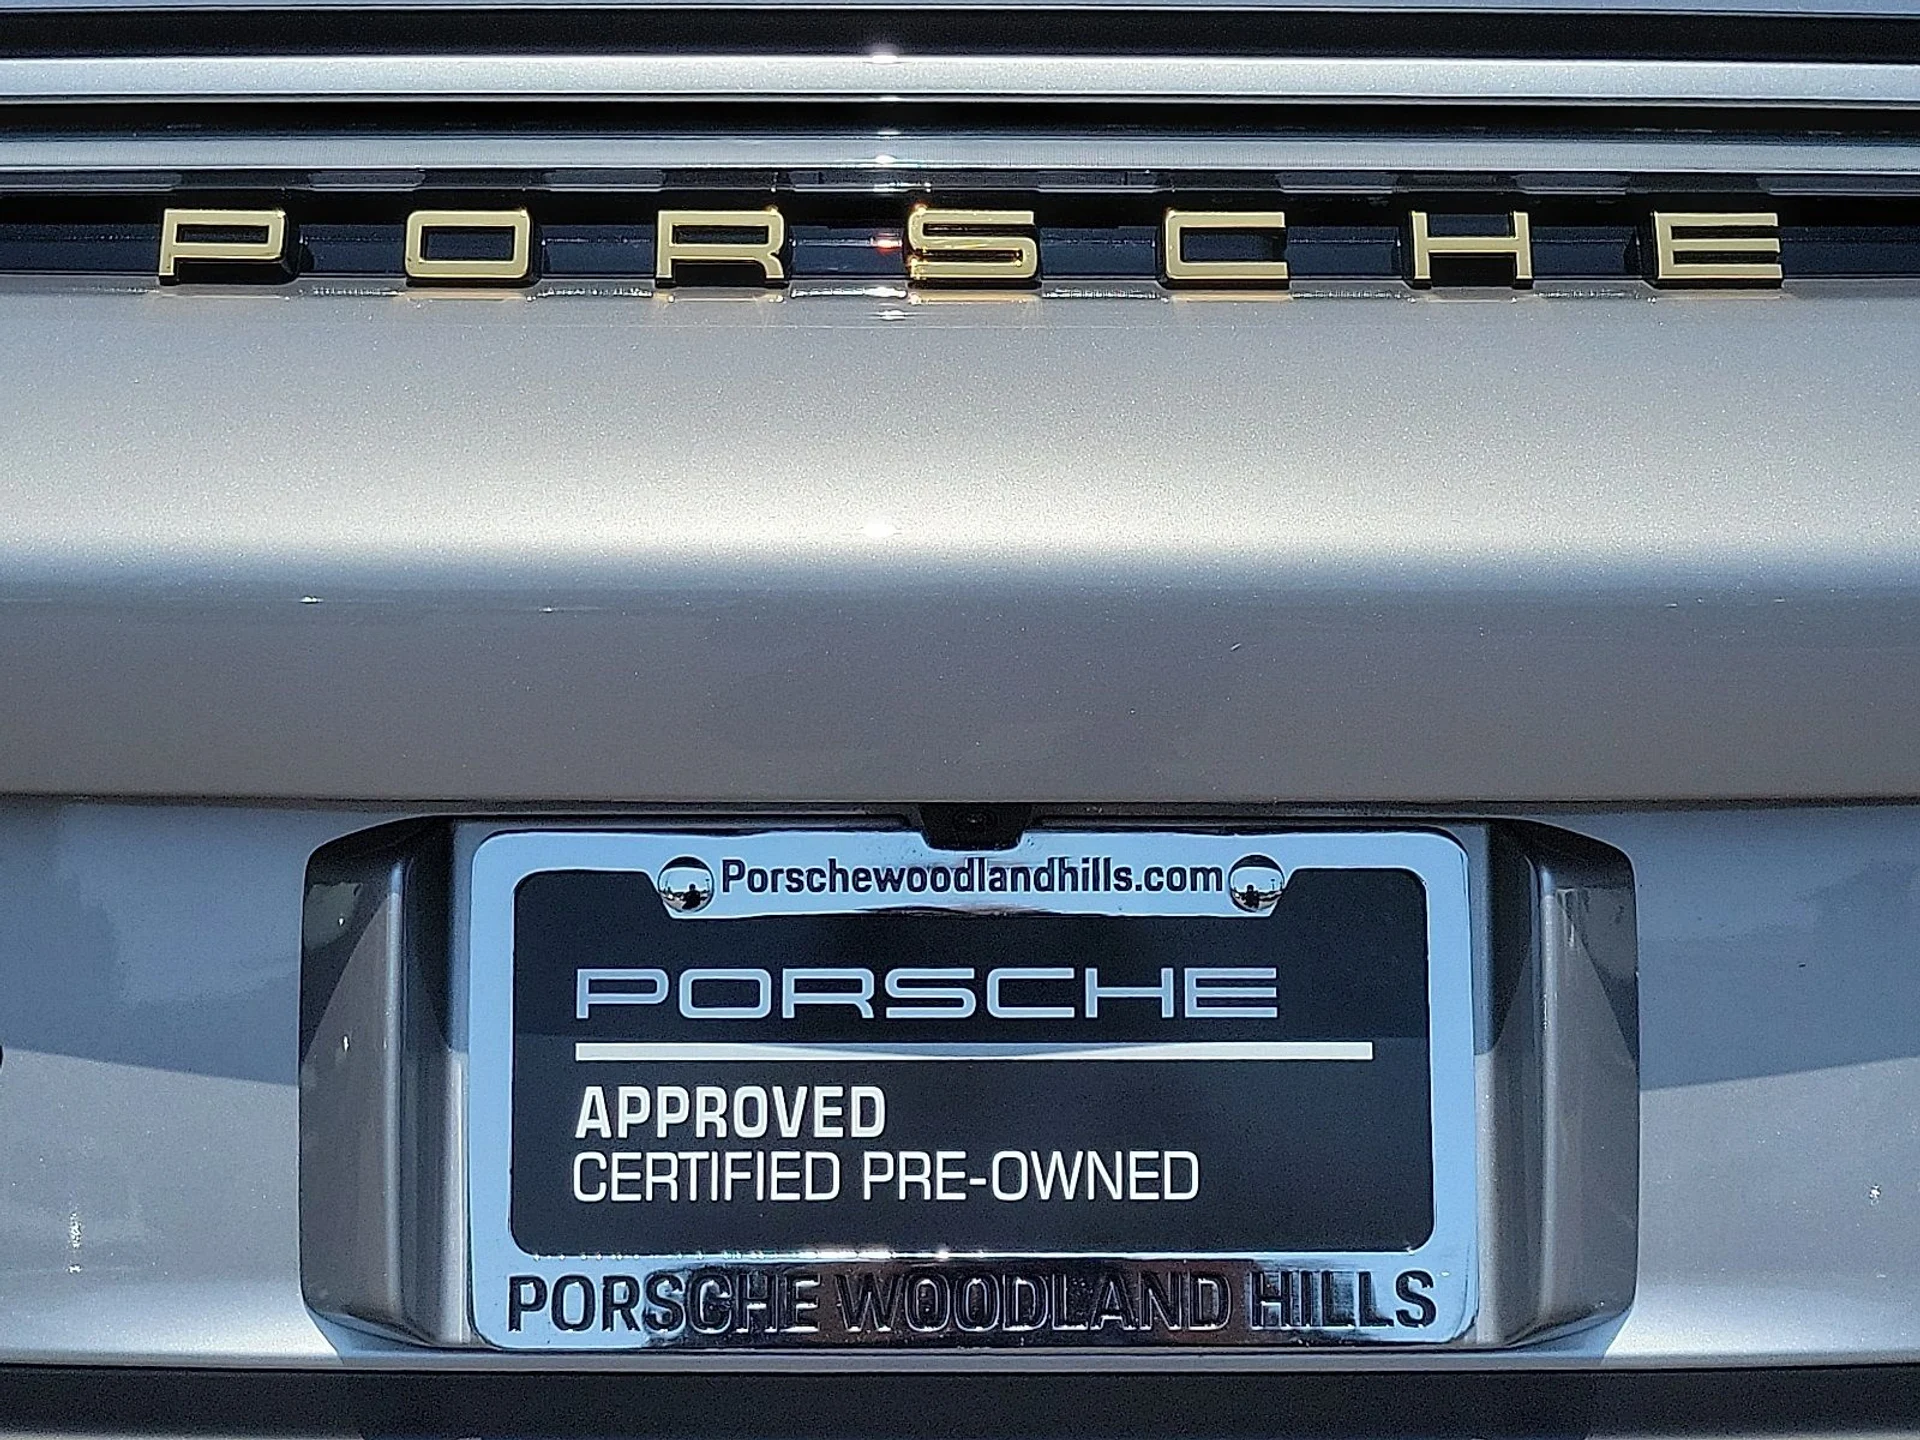 PORSCHE
Porschewoodlandhills.com
PORSCHE
APPROVED
CERTIFIED PRE-OWNED
PORSCHE WOODLAND HILLS